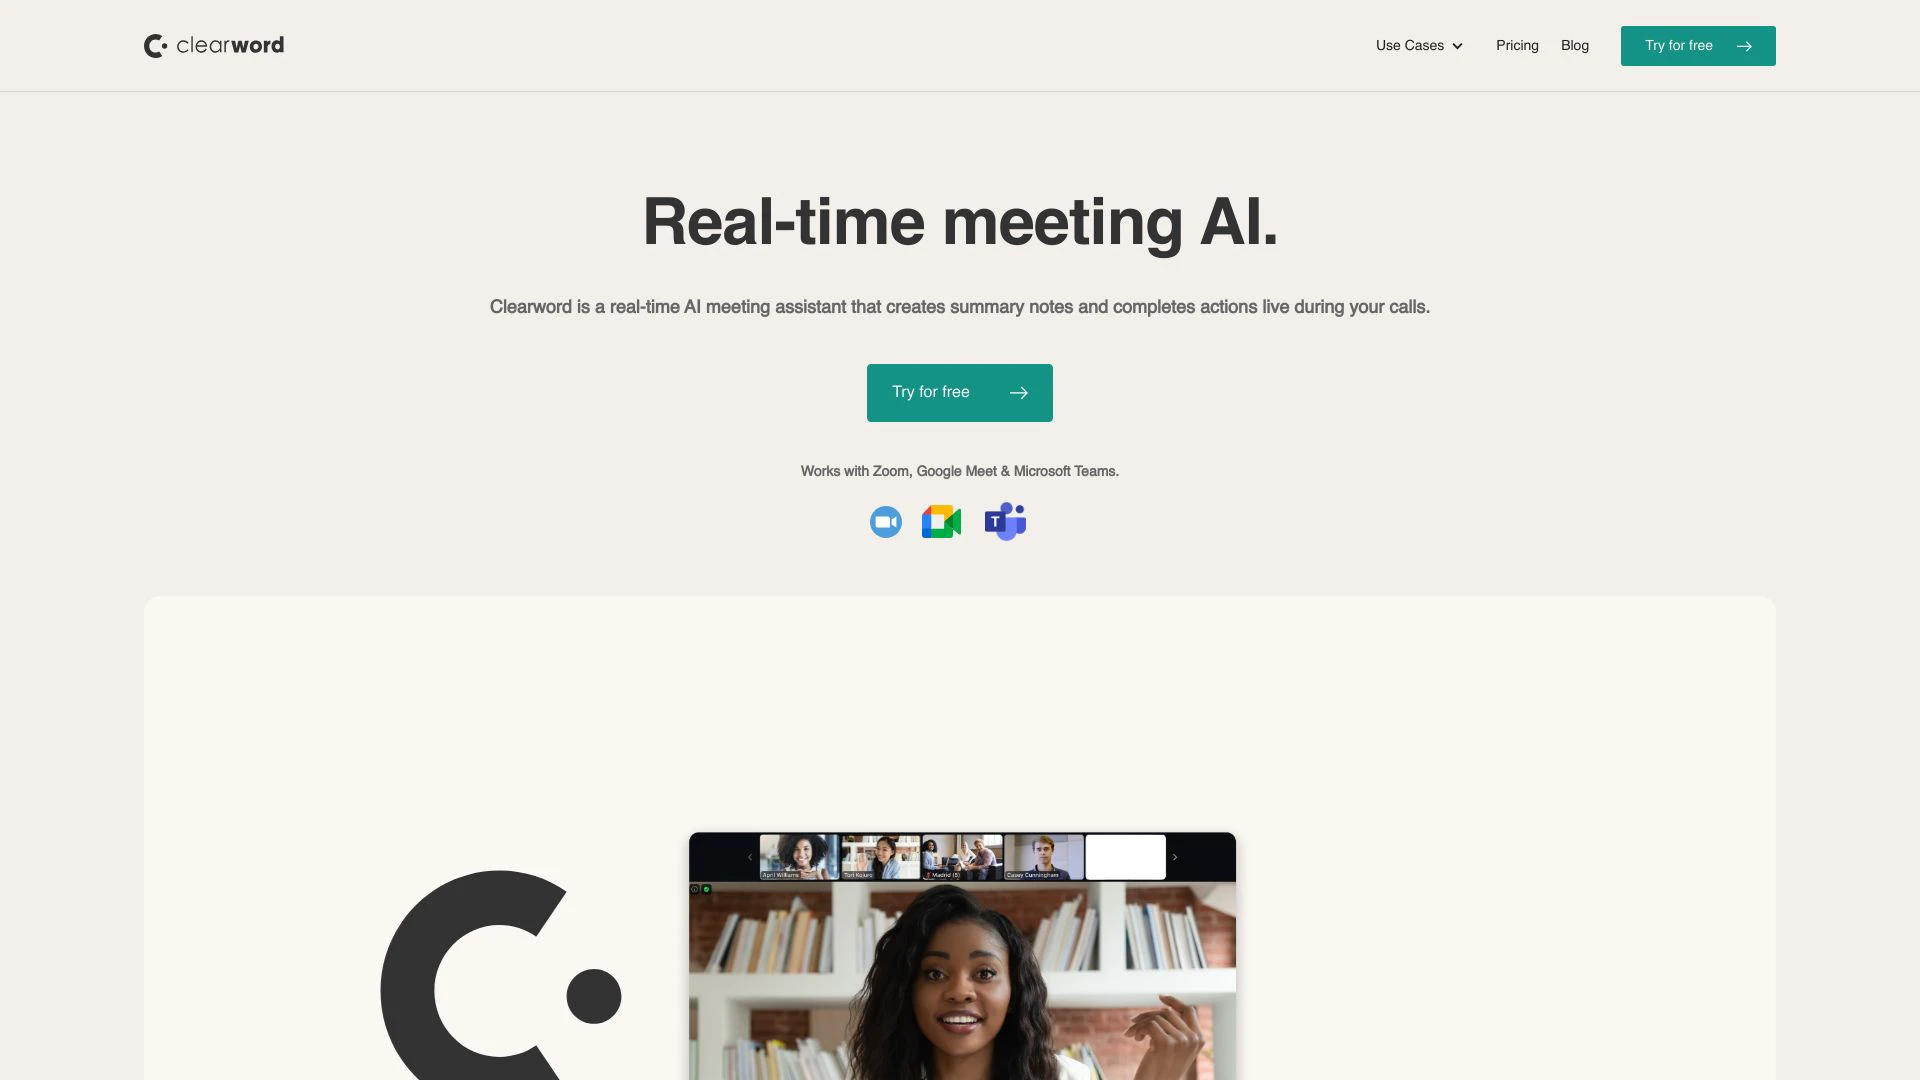 clearword
Use Cases
Pricing
Blog
Try for free
Real-time meeting AI.
Clearword is a real-time AI meeting assistant that creates summary notes and completes actions live during your calls.
Try for free
Works with Zoom, Google Meet & Microsoft Teams.
T
April Williams
Tori Kojuro
Madrid (5)
Casey Cunningham